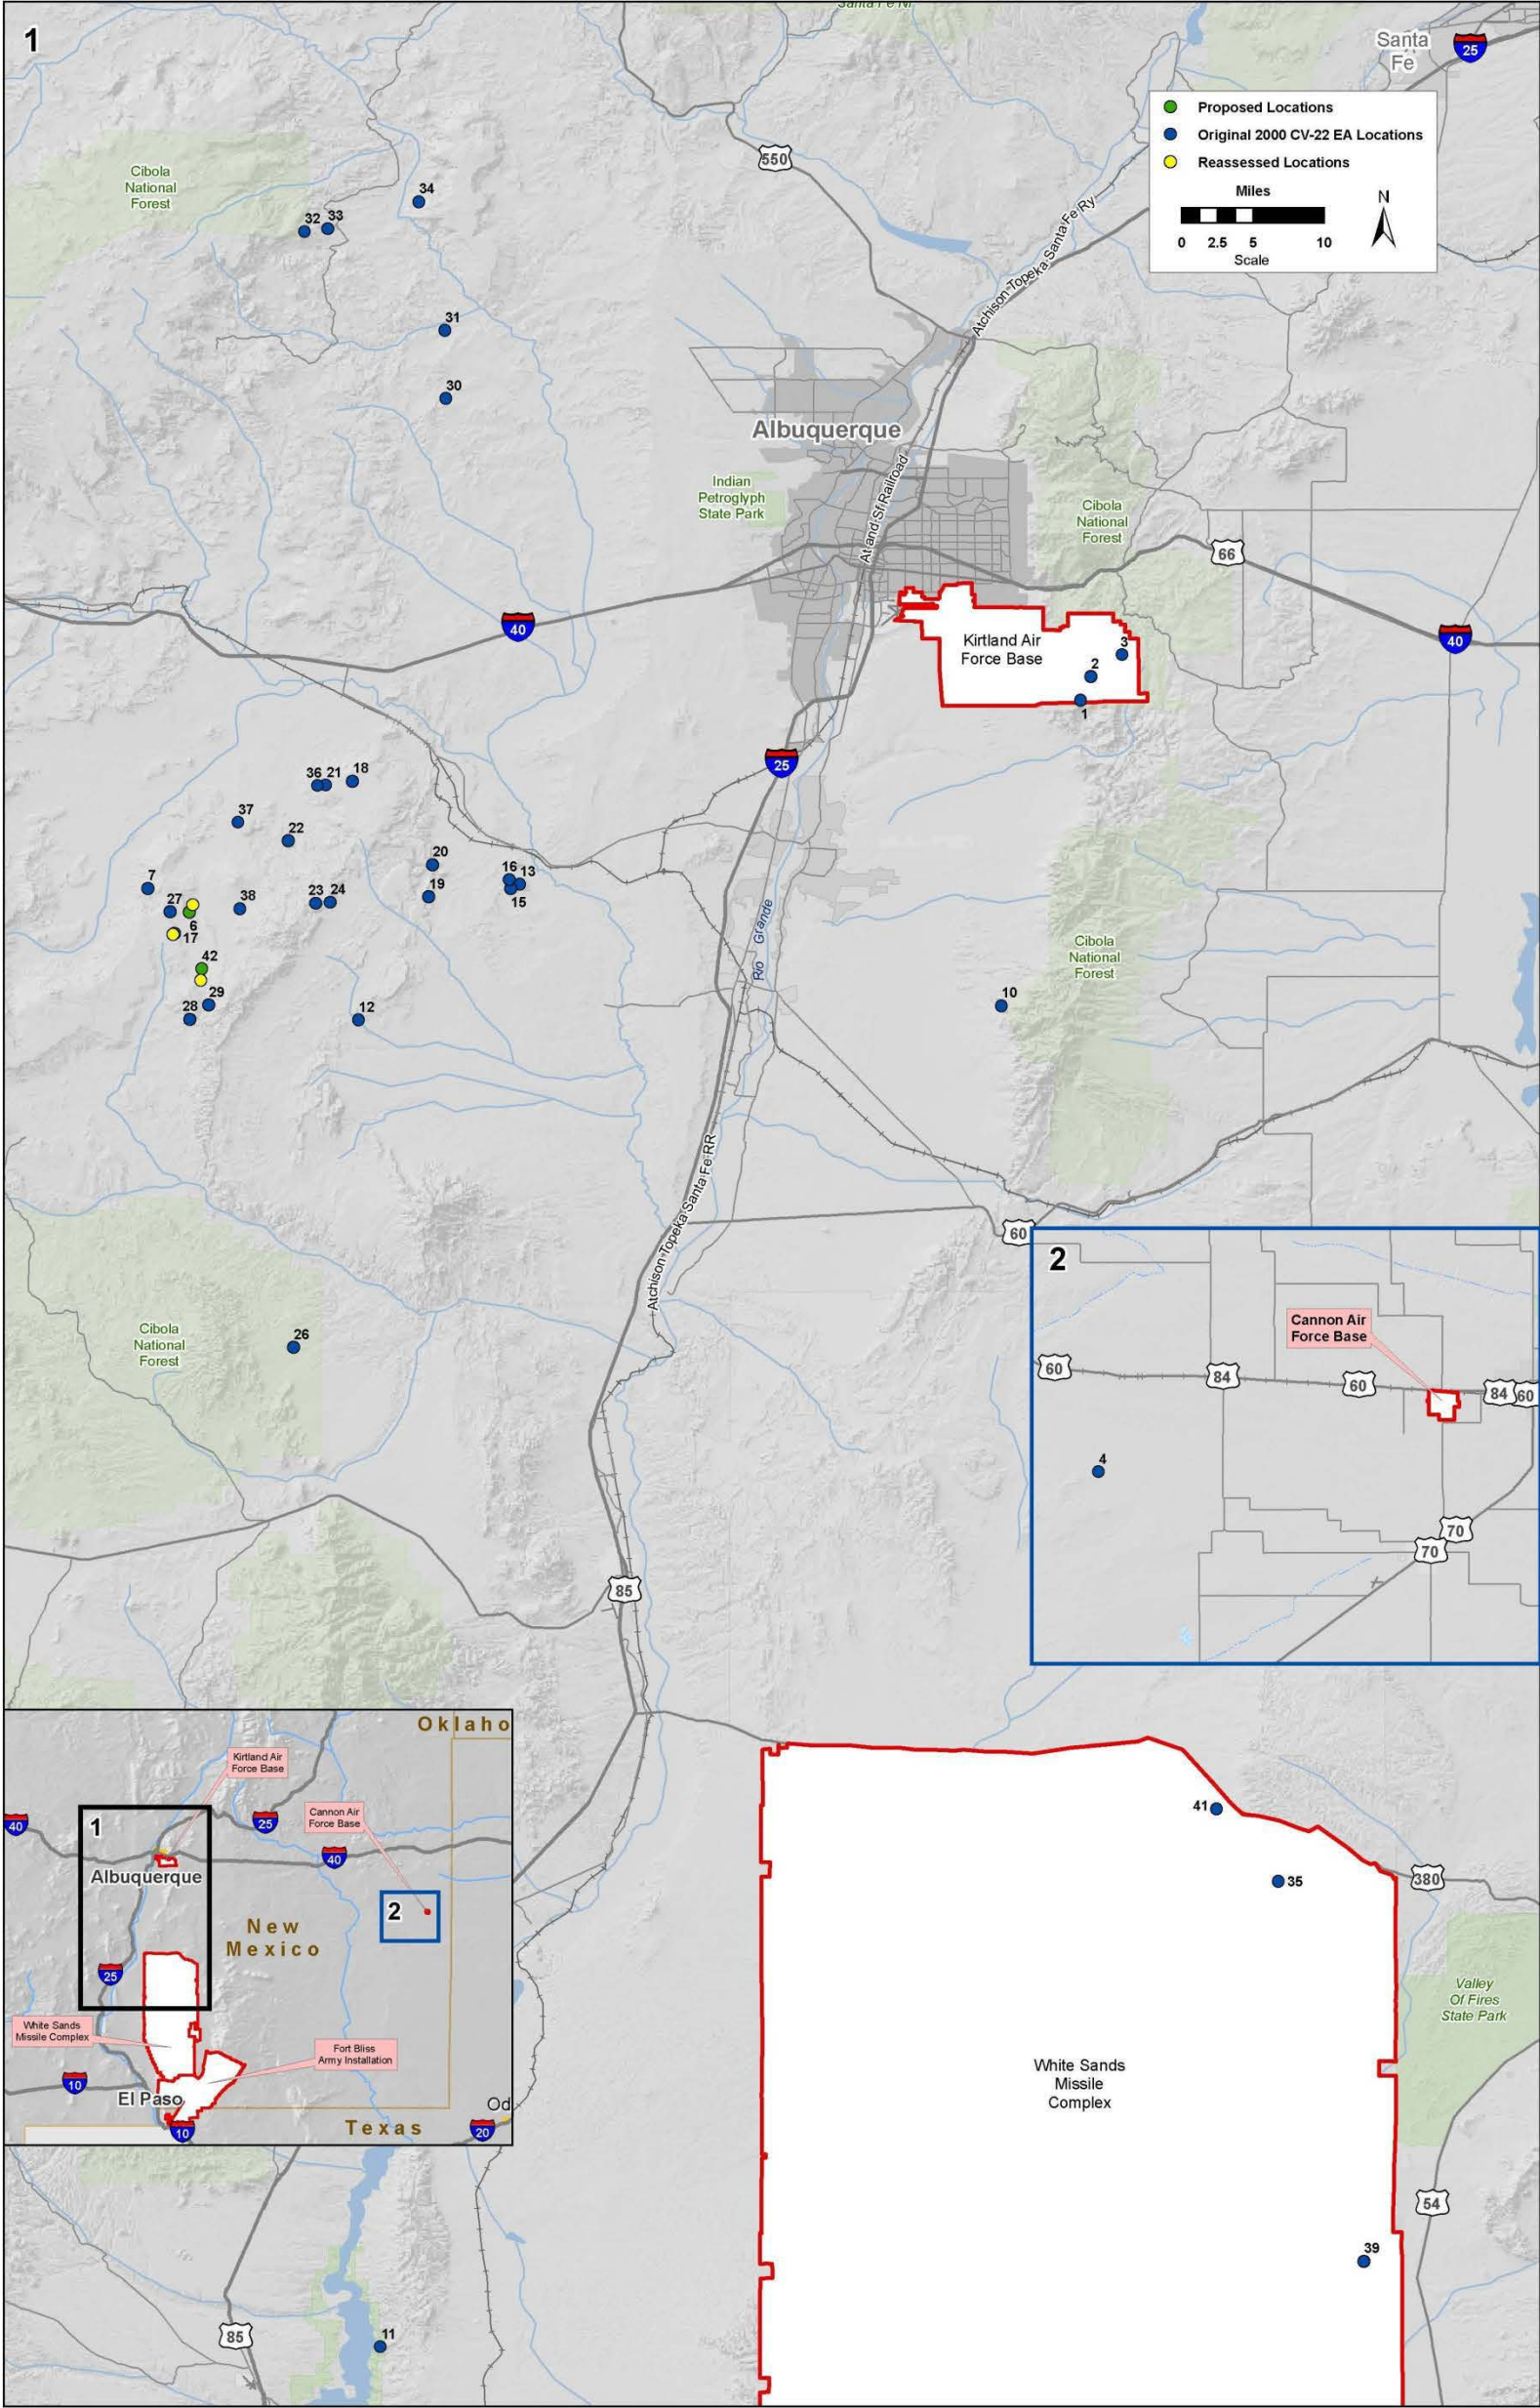 1
Santa Fe N
Santa
Fe
25
Proposed Locations
Original 2000 CV-22 EA Locations
Reassessed Locations
Miles
N
0 2.5 5 10
Scale
550
Cibola
National
Forest
34
32 33
Atchison Topeka Santa Fe Ry
31
30
Albuquerque
At and Sf Railroad
Indian
Petroglyph
State Park
Cibola
National
Forest
66
40
40
Kirtland Air
Force Base
3
2
1
25
36 21 18
37
22
20
16 13
15
7
27
38
23 24
19
6
17
42
29
28
12
Rio Grande
Cibola
National
Forest
10
Atchison Topeka Santa Fe RR
60
Cibola
National
Forest
26
2
Cannon Air
Force Base
60
84
60
84 60
4
70
70
85
41
35
380
Valley
Of Fires
State Park
White Sands
Missile
Complex
54
39
Oklaho
Kirtland Air
Force Base
Cannon Air
Force Base
40
1
25
40
Albuquerque
2
New
Mexico
25
White Sands
Missile Complex
Fort Bliss
Army Installation
10
El Paso
Od
10
Texas
20
85
11